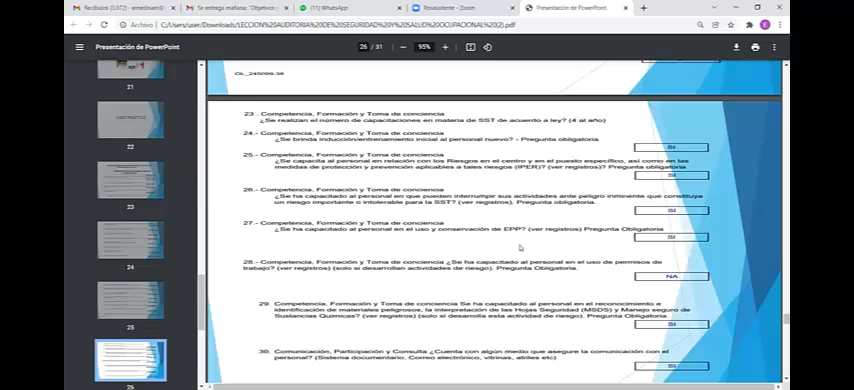 Recibidos (3,072) - emedinamb
Se entrega mañana: "Objetivos y
(11) WhatsApp
Posasistente - Zoom
Presentación de PowerPoint
Archivo
C:/Users/user/Downloads/LECCION%20AUDITORIA%20DE%20SEGURIDAD%20Y%20SALUD%20OCUPACIONAL%20(2).pdf
E
Presentación de PowerPoint
26 / 31
95%
21
22
23
24
25
26
OL_245099-38
23 . Competencia, Formación y Toma de conciencia
¿Se realizan el número de capacitaciones en materia de SST de acuerdo a ley? (4 al año)
24.- Competencia, Formación y Toma de conciencia
¿Se brinda inducción/entrenamiento inicial al personal nuevo? - Pregunta obligatoria
SI
25.- Competencia, Formación y Toma de conciencia
¿Se capacita al personal en relación con los Riesgos en el centro y en el puesto específico, así como en las
medidas de protección y prevención aplicables a tales riesgos (IPER)? (ver registros)? Pregunta obligatoria
SI
26.- Competencia, Formación y Toma de conciencia
¿Se ha capacitado al personal en que pueden interrumpir sus actividades ante peligro inminente que constituye
un riesgo importante o intolerable para la SST? (ver registros), Pregunta obligatoria.
SI
27.- Competencia, Formación y Toma de conciencia
¿Se ha capacitado al personal en el uso y conservación de EPP? (ver registros) Pregunta Obligatoria
SI
28.- Competencia, Formación y Toma de conciencia ¿Se ha capacitado al personal en el uso de permisos de
trabajo? (ver registros) (solo si desarrollan actividades de riesgo). Pregunta Obligatoria.
NA
29. Competencia, Formación y Toma de conciencia Se ha capacitado al personal en el reconocimiento e
identificación de materiales peligrosos, la interpretación de las Hojas Seguridad (MSDS) y Manejo seguro de
Sustancias Químicas? (ver registros) (solo si desarrolla esta actividad de riesgo). Pregunta Obligatoria.
SI
30. Comunicación, Participación y Consulta ¿Cuenta con algún medio que asegure la comunicación con el
personal? (Sistema documentario, Correo electrónico, vitrinas, atriles etc)
SI